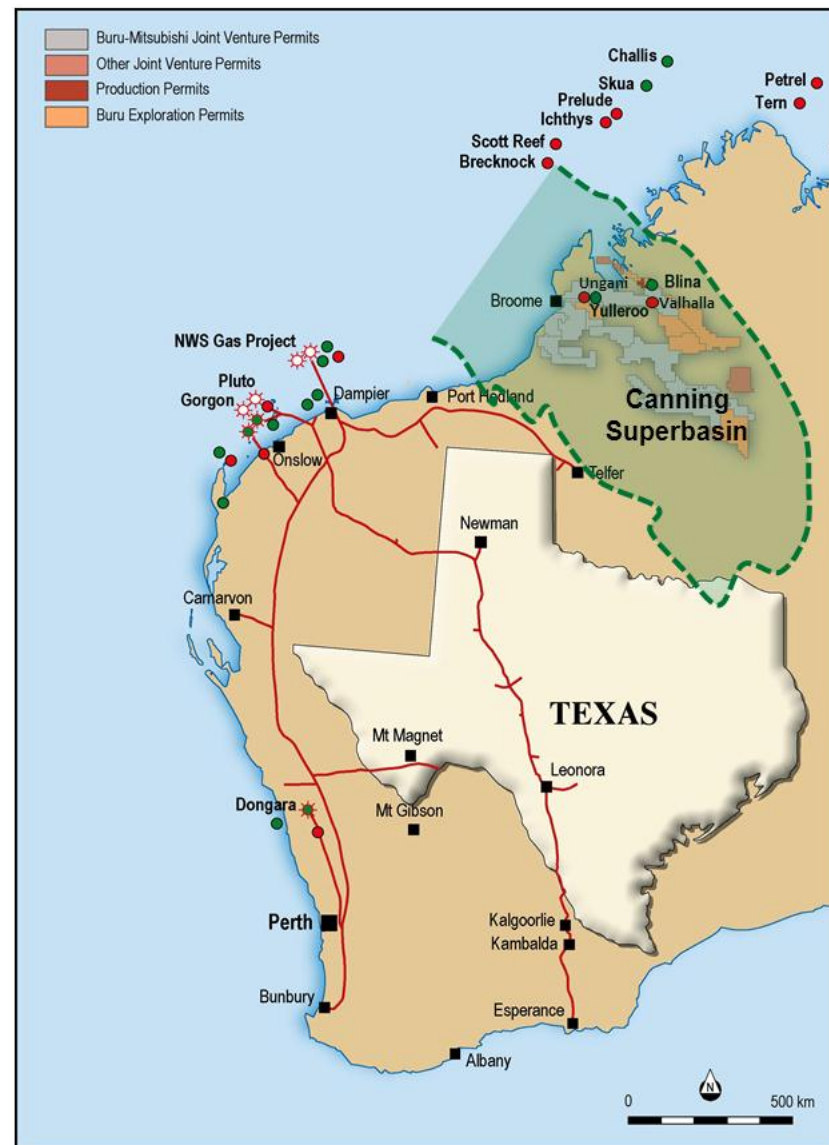 Buru-Mitsubishi Joint Venture Permits
Other Joint Venture Permits
Production Permits
Buru Exploration Permits
Challis
Skua
Petrel
Prelude
Tern
Ichthys
Scott Reef
Brecknock
Ungani
Blina
Broome
Valhalla
Yulleroo
NWS Gas Project
Pluto
Dampier
Port Hedland
Gorgon
Canning
Superbasin
Onslow
Telfer
Newman
Carnarvon
TEXAS
Mt Magnet
Leonora
Dongara
Mt Gibson
Perth
Kalgoorlie
Kambalda
Bunbury
Esperance
Albany
N
0 500 km